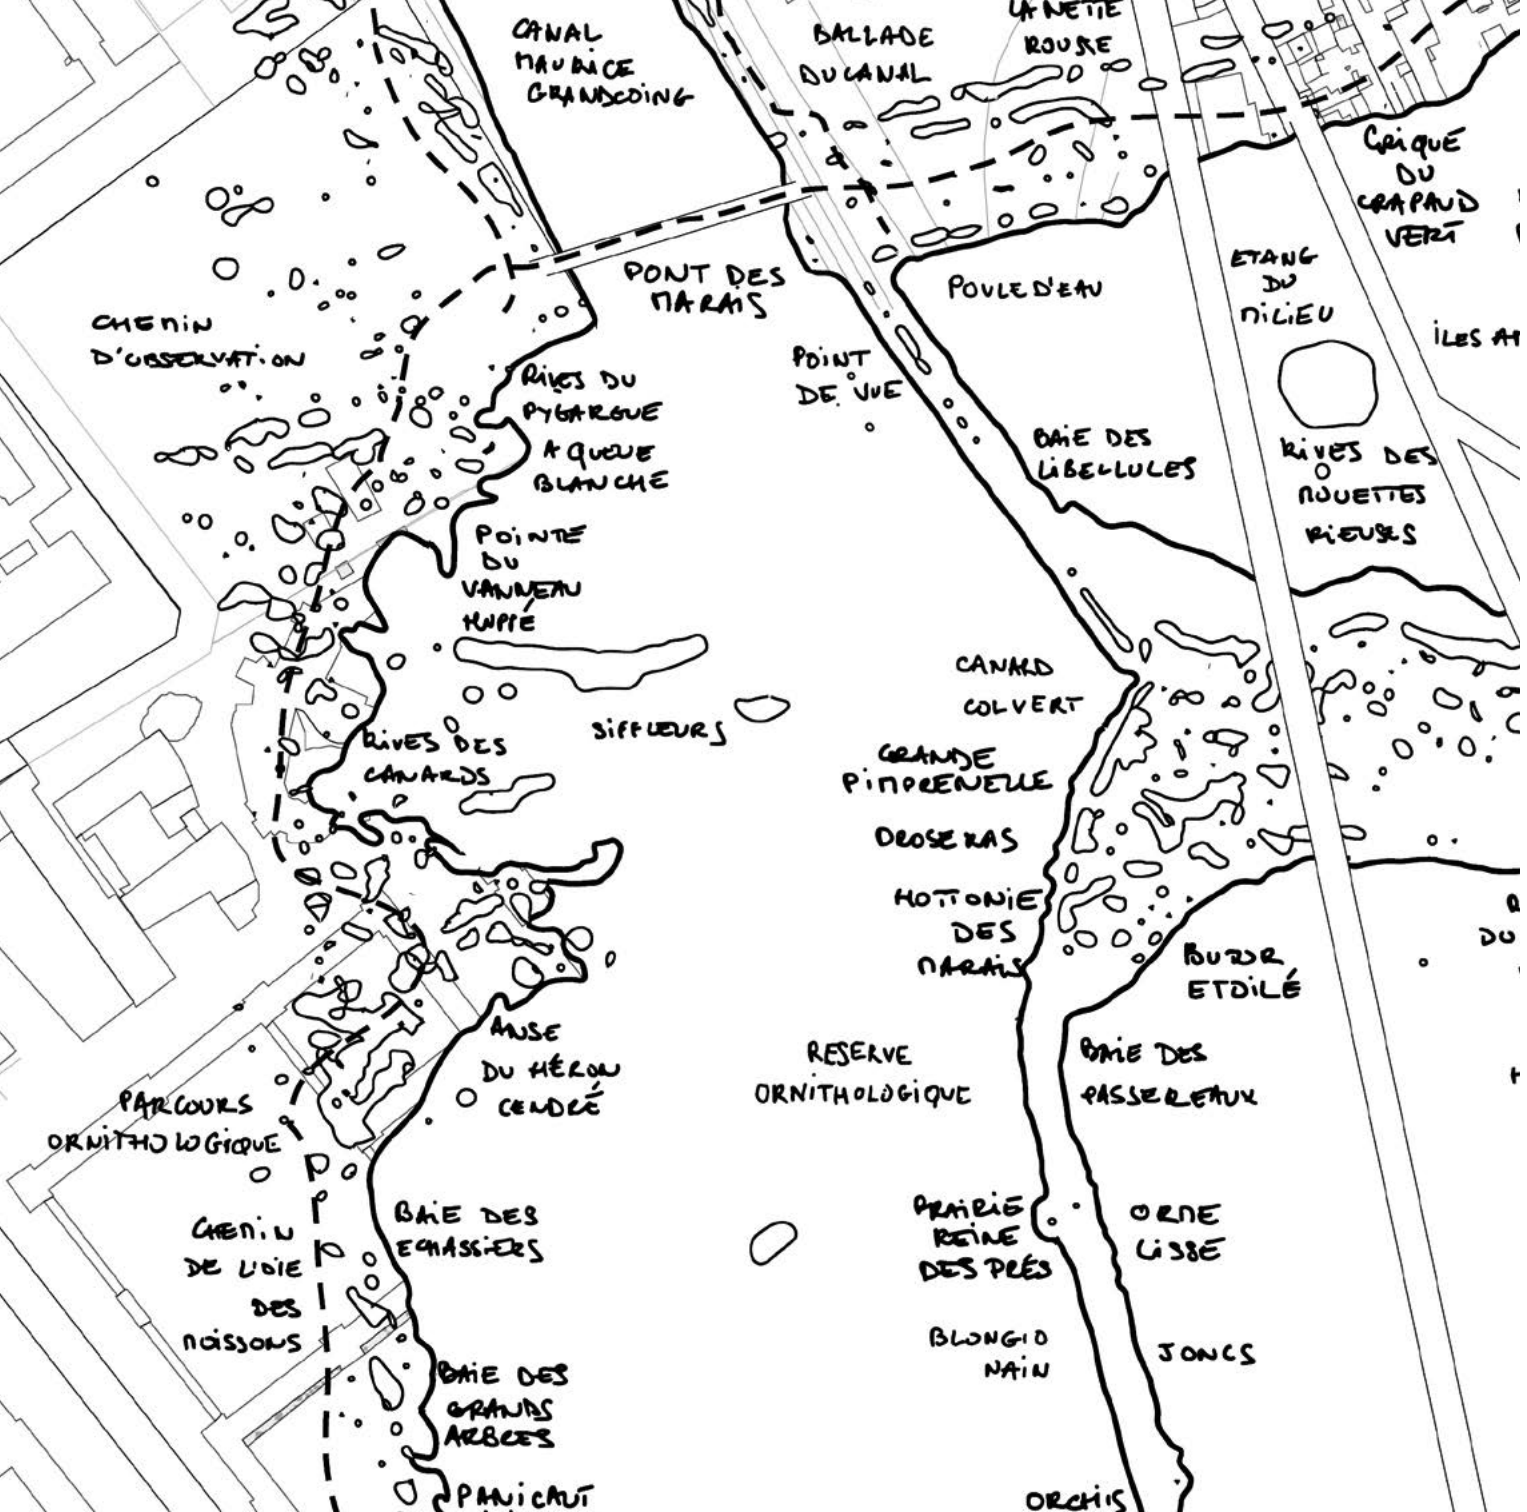 CANAL
MAURICE
GRANDCOING
BALLADE
DU CANAL
LA NETTE
ROUSSE
CRIQUE
DU
CRAPAUD
VERT
ETANG
DU
MILIEU
PONT DES
MARAIS
POULE D'EAU
CHEMIN
D'OBSERVATION
POINT
DE VUE
RIVES DU
PYGARGUE
A QUEUE
BLANCHE
BAIE DES
LIBELLULES
RIVES DES
MOUETTES
RIEUSES
POINTE
DU
VANNEAU
HUPPÉ
CANARD
COLVERT
SIFFLEURS
RIVES DES
CANARDS
GRANDE
PIMPRENELLE
DROSERAS
HOTTONIE
DES
MARAIS
DU
BUTOR
ETOILÉ
ANSE
DU HÉRON
CENDRÉ
RESERVE
ORNITHOLOGIQUE
BAIE DES
PASSEREAUX
PARCOURS
ORNITHOLOGIQUE
CHEMIN
DE L'OIE
DES
MOISSONS
BAIE DES
ECHASSIERS
PRAIRIE
REINE
DES PRÉS
ORME
LISSE
BLONGIO
NAIN
JONCS
BAIE DES
GRANDS
ARBRES
PANICAUT
ORCHIS